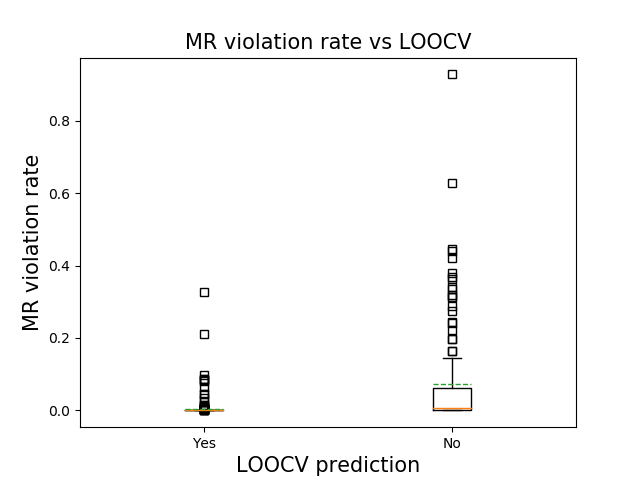 MR violation rate vs LOOCV
MR violation rate
0.8
0.6
0.4
0.2
0.0
Yes
No
LOOCV prediction